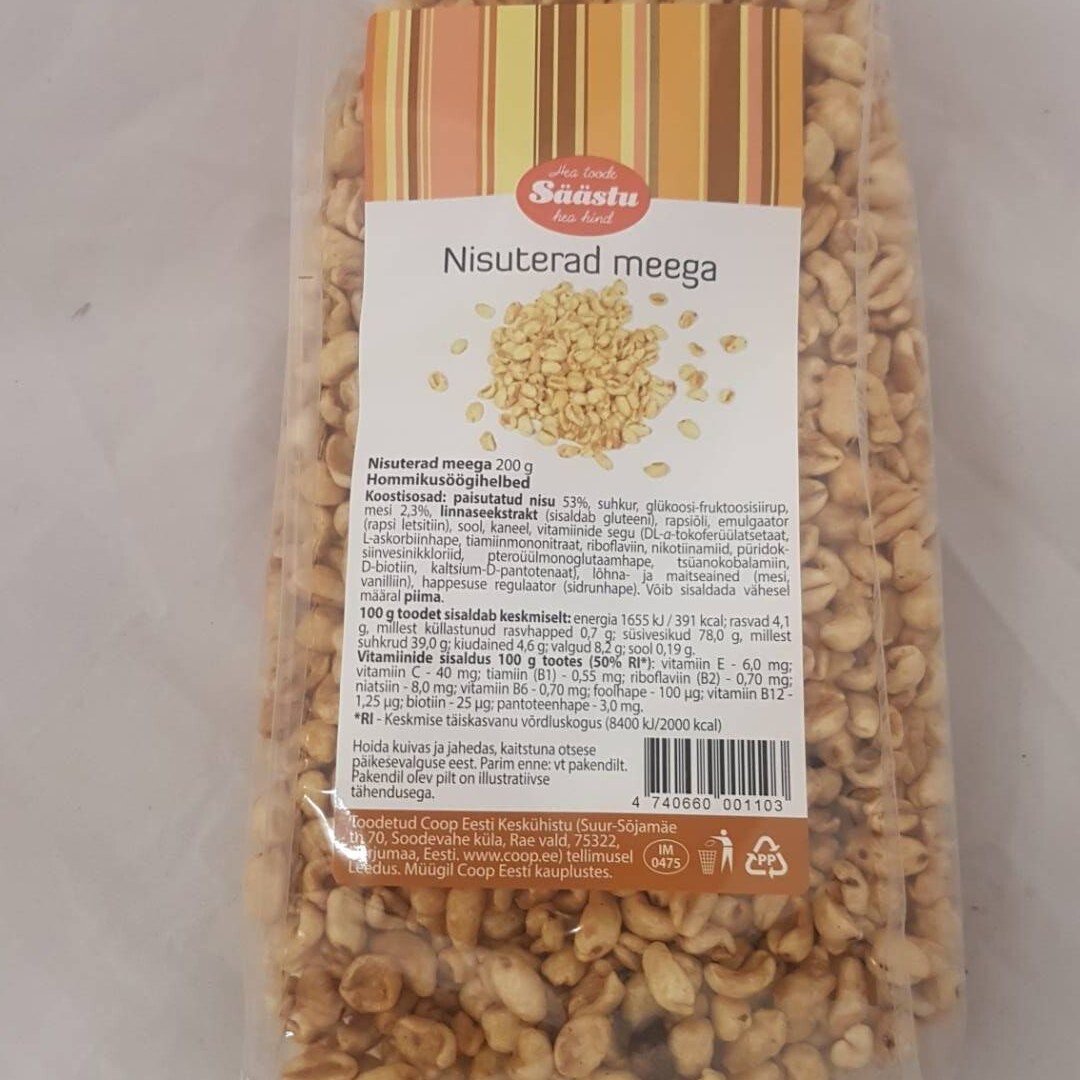 Hea toode
Säästu
hea hind
Nisuterad meega
Nisuterad meega 200 g
Hommikusöögihelbed
Koostisosad: paisutatud nisu 53%, suhkur, glükoosi-fruktoosisiirup,
mesi 2,3%, linnaseekstrakt (sisaldab gluteeni), rapsiõli, emulgaator
(rapsi letsitiin), sool, kaneel, vitamiinide segu (DL-α-tokoferüülatsetaat,
L-askorbiinhape, tiamiinmononitraat, riboflaviin, nikotiinamiid, püridok-
siinvesinikkloriid, pteroüülmonoglutaamhape, tsüanokobalamiin,
D-biotiin, kaltsium-D-pantotenaat), lõhna- ja maitseained (mesi,
vanilliin), happesuse regulaator (sidrunhape). Võib sisaldada vähesel
määral piima.
100 g toodet sisaldab keskmiselt: energia 1655 kJ / 391 kcal; rasvad 4,1
g, millest küllastunud rasvhapped 0,7 g; süsivesikud 78,0 g, millest
suhkrud 39,0 g; kiudained 4,6 g; valgud 8,2 g; sool 0,19 g.
Vitamiinide sisaldus 100 g tootes (50% RI*): vitamiin E - 6,0 mg;
vitamiin C - 40 mg; tiamiin (B1) - 0,55 mg; riboflaviin (B2) - 0,70 mg;
niatsiin - 8,0 mg; vitamiin B6 - 0,70 mg; foolhape - 100 µg; vitamiin B12 -
1,25 µg; biotiin - 25 µg; pantoteenhape - 3,0 mg.
*RI - Keskmise täiskasvanu võrdluskogus (8400 kJ/2000 kcal)
Hoida kuivas ja jahedas, kaitstuna otsese
päikesevalguse eest. Parim enne: vt pakendilt.
Pakendil olev pilt on illustratiivse
tähendusega.
4 740660 001103
Toodetud Coop Eesti Keskühistu (Suur-Sõjamäe
tn 70, Soodevahe küla, Rae vald, 75322,
Harjumaa, Eesti. www.coop.ee) tellimusel
Leedus. Müügil Coop Eesti kauplustes.
IM
0475
PP